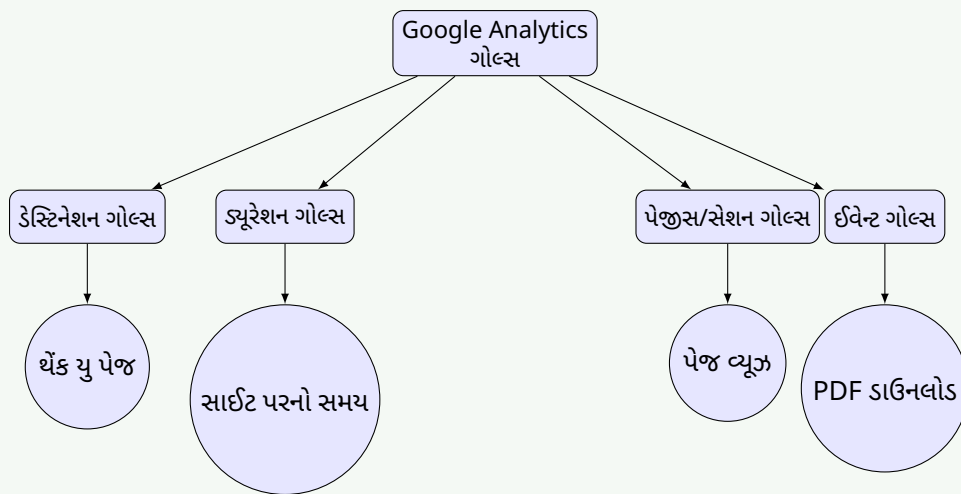 Google Analytics
ગોલ્સ
ડેસ્ટિનેશન ગોલ્સ
ડ્યૂરેશન ગોલ્સ
પેજીસ/સેશન ગોલ્સ
ઈવેન્ટ ગોલ્સ
થેંક યુ પેજ
સાઈટ પરનો સમય
પેજ વ્યૂઝ
PDF ડાઉનલોડ